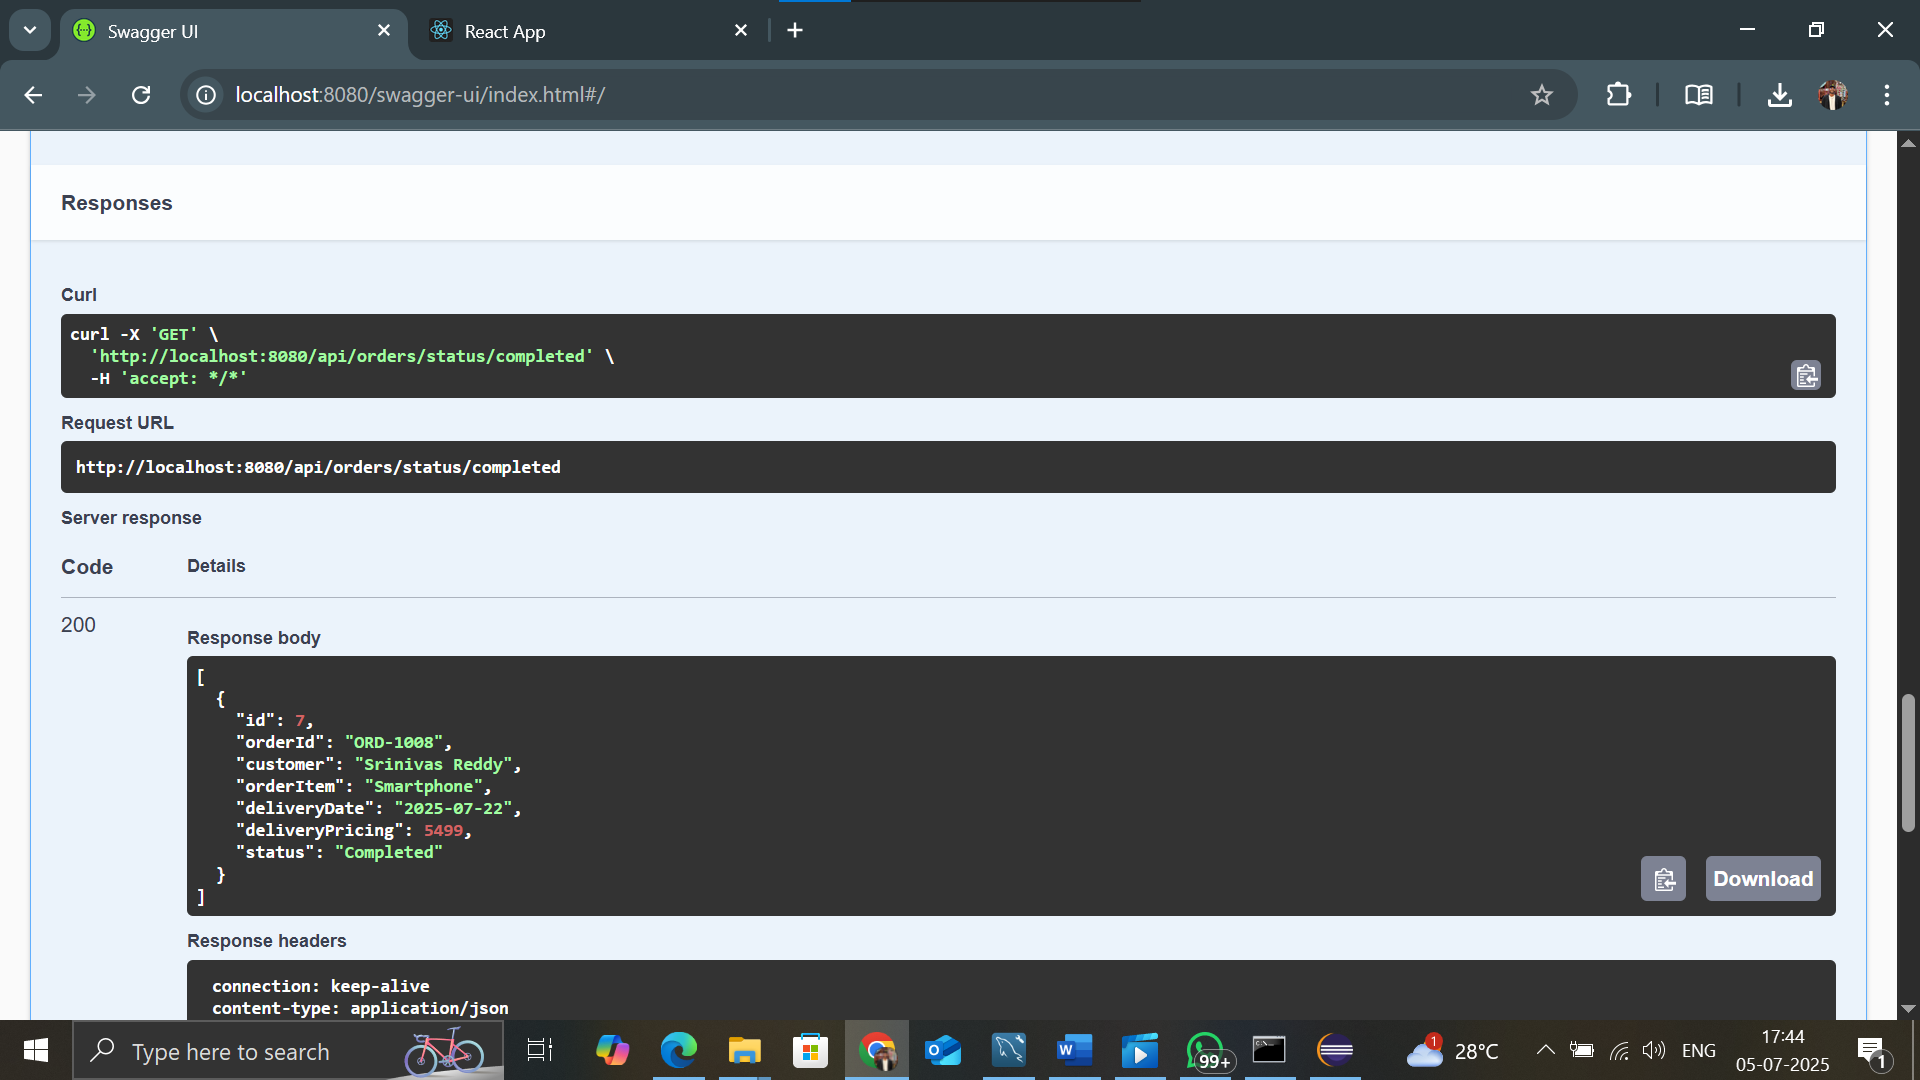 Swagger UI
React App
localhost:8080/swagger-ui/index.html#/
Responses
Curl
curl -X 'GET' \
  'http://localhost:8080/api/orders/status/completed' \
  -H 'accept: */*'
Request URL
http://localhost:8080/api/orders/status/completed
Server response
Code Details
200
Response body
[
  {
    "id": 7,
    "orderId": "ORD-1008",
    "customer": "Srinivas Reddy",
    "orderItem": "Smartphone",
    "deliveryDate": "2025-07-22",
    "deliveryPricing": 5499,
    "status": "Completed"
  }
]
Download
Response headers
connection: keep-alive
content-type: application/json
Type here to search
99+
1
28°C
ENG
17:44
05-07-2025
1